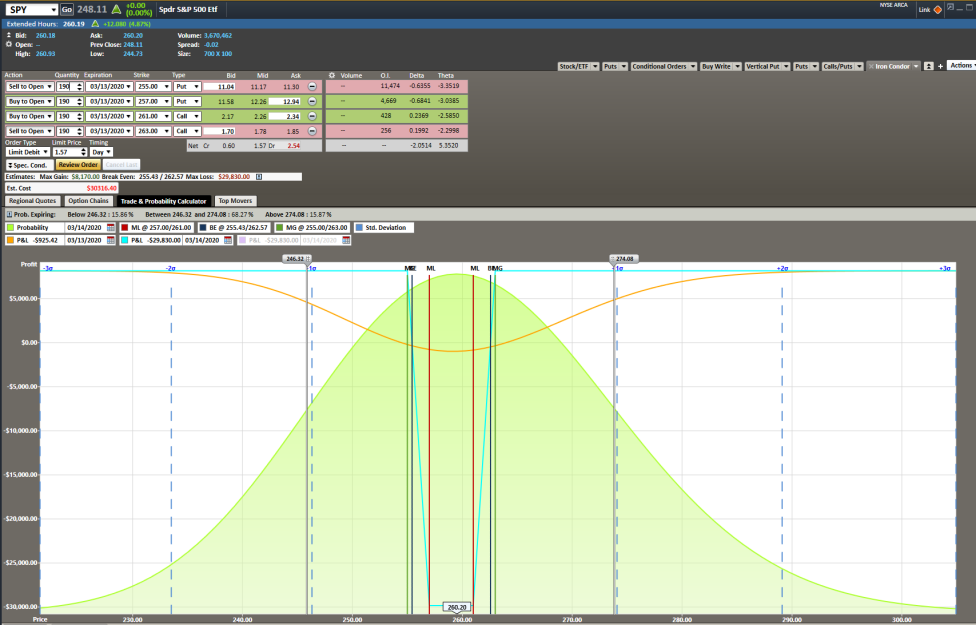 SPY Go 248.11 +0.00 (0.00%) Spdr S&P 500 Etf NYSE ARCA Link
Extended Hours: 260.19 +12.080 (4.87%)
Bid: 260.18 Ask: 260.20 Volume: 3,670,462
Open: -- Prev Close: 248.11 Spread: -0.02
High: 260.93 Low: 244.73 Size: 700 X 100
Stock/ETF Puts Conditional Orders Buy Write Vertical Put Puts Calls/Puts Iron Condor Actions
Action Quantity Expiration Strike Type Bid Mid Ask Volume O.I. Delta Theta
Sell to Open 190 03/13/2020 255.00 Put 11.04 11.17 11.30 -- 11,474 -0.6355 -3.3519
Buy to Open 190 03/13/2020 257.00 Put 11.58 12.26 12.94 -- 4,669 -0.6841 -3.0385
Buy to Open 190 03/13/2020 261.00 Call 2.17 2.26 2.34 -- 428 0.2369 -2.5850
Sell to Open 190 03/13/2020 263.00 Call 1.70 1.78 1.85 -- 256 0.1992 -2.2998
Order Type Limit Price Timing Net Cr 0.60 1.57 Dr 2.54 -- -- -2.0514 5.3520
Limit Debit 1.57 Day
Spec. Cond. Review Order Cancel Last
Estimates: Max Gain: $8,170.00 Break Even: 255.43 / 262.57 Max Loss: $29,830.00
Est. Cost $30316.40
Regional Quotes Option Chains Trade & Probability Calculator Top Movers
Prob. Expiring: Below 246.32 : 15.86% Between 246.32 and 274.08 : 68.27% Above 274.08 : 15.87%
Probability 03/14/2020 ML @ 257.00/261.00 BE @ 255.43/262.57 MG @ 255.00/263.00 Std. Deviation
P&L -$925.42 03/13/2020 P&L -$29,830.00 03/14/2020 P&L -$29,830.00 03/14/2020
246.32 274.08
Profit -3σ -2σ ML ML MG +2σ +3σ
$5,000.00
$0.00
-$5,000.00
-$10,000.00
-$15,000.00
-$20,000.00
-$25,000.00
-$30,000.00
260.20
Price 230.00 240.00 250.00 260.00 270.00 280.00 290.00 300.00